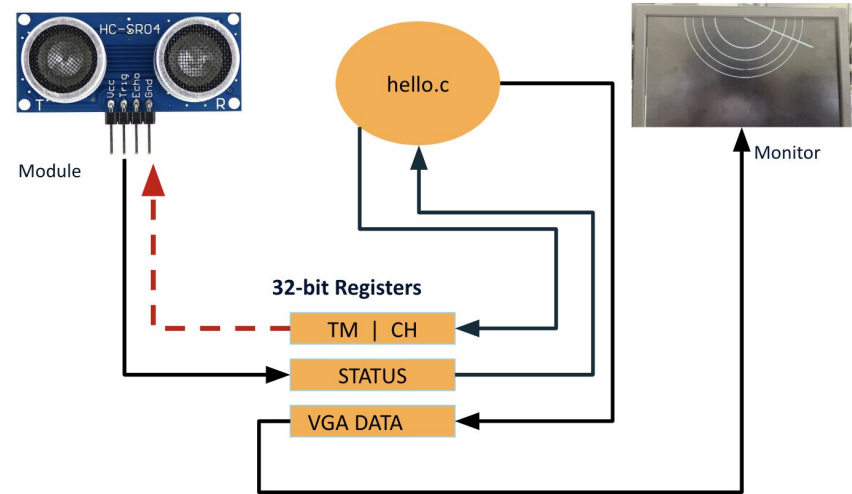 HC-SR04
Vcc
Trig
Echo
Gnd
T
R
hello.c
Module
Monitor
32-bit Registers
TM | CH
STATUS
VGA DATA